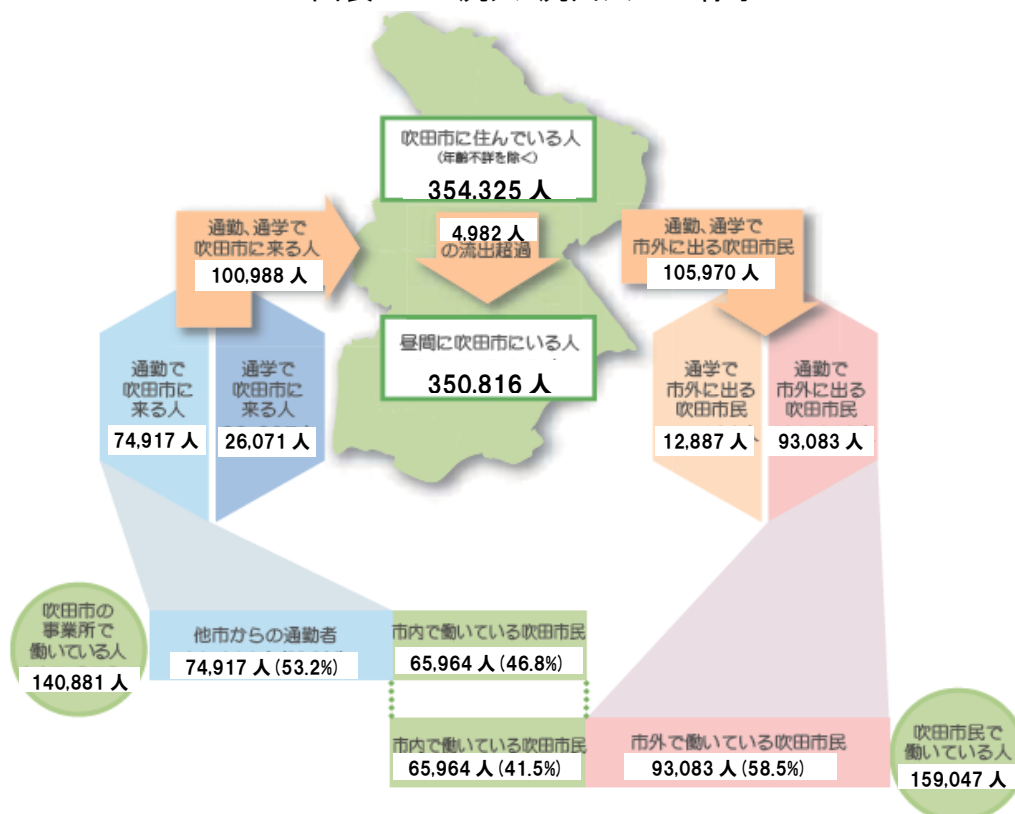 吹田市に住んでいる人
(年齢不詳を除く)
354,325 人
通勤、通学で
吹田市に来る人
100,988 人
4,982 人
の流出超過
通勤、通学で
市外に出る吹田市民
105,970 人
昼間に吹田市にいる人
350.816 人
通勤で
吹田市に
来る人
74,917 人
通学で
吹田市に
来る人
26,071 人
通学で
市外に出る
吹田市民
12,887 人
通勤で
市外に出る
吹田市民
93,083 人
吹田市の
事業所で
働いている人
140,881 人
他市からの通勤者
74,917 人 (53.2%)
市内で働いている吹田市民
65,964 人 (46.8%)
市内で働いている吹田市民
65,964 人 (41.5%)
市外で働いている吹田市民
93,083 人 (58.5%)
吹田市民で
働いている人
159,047 人